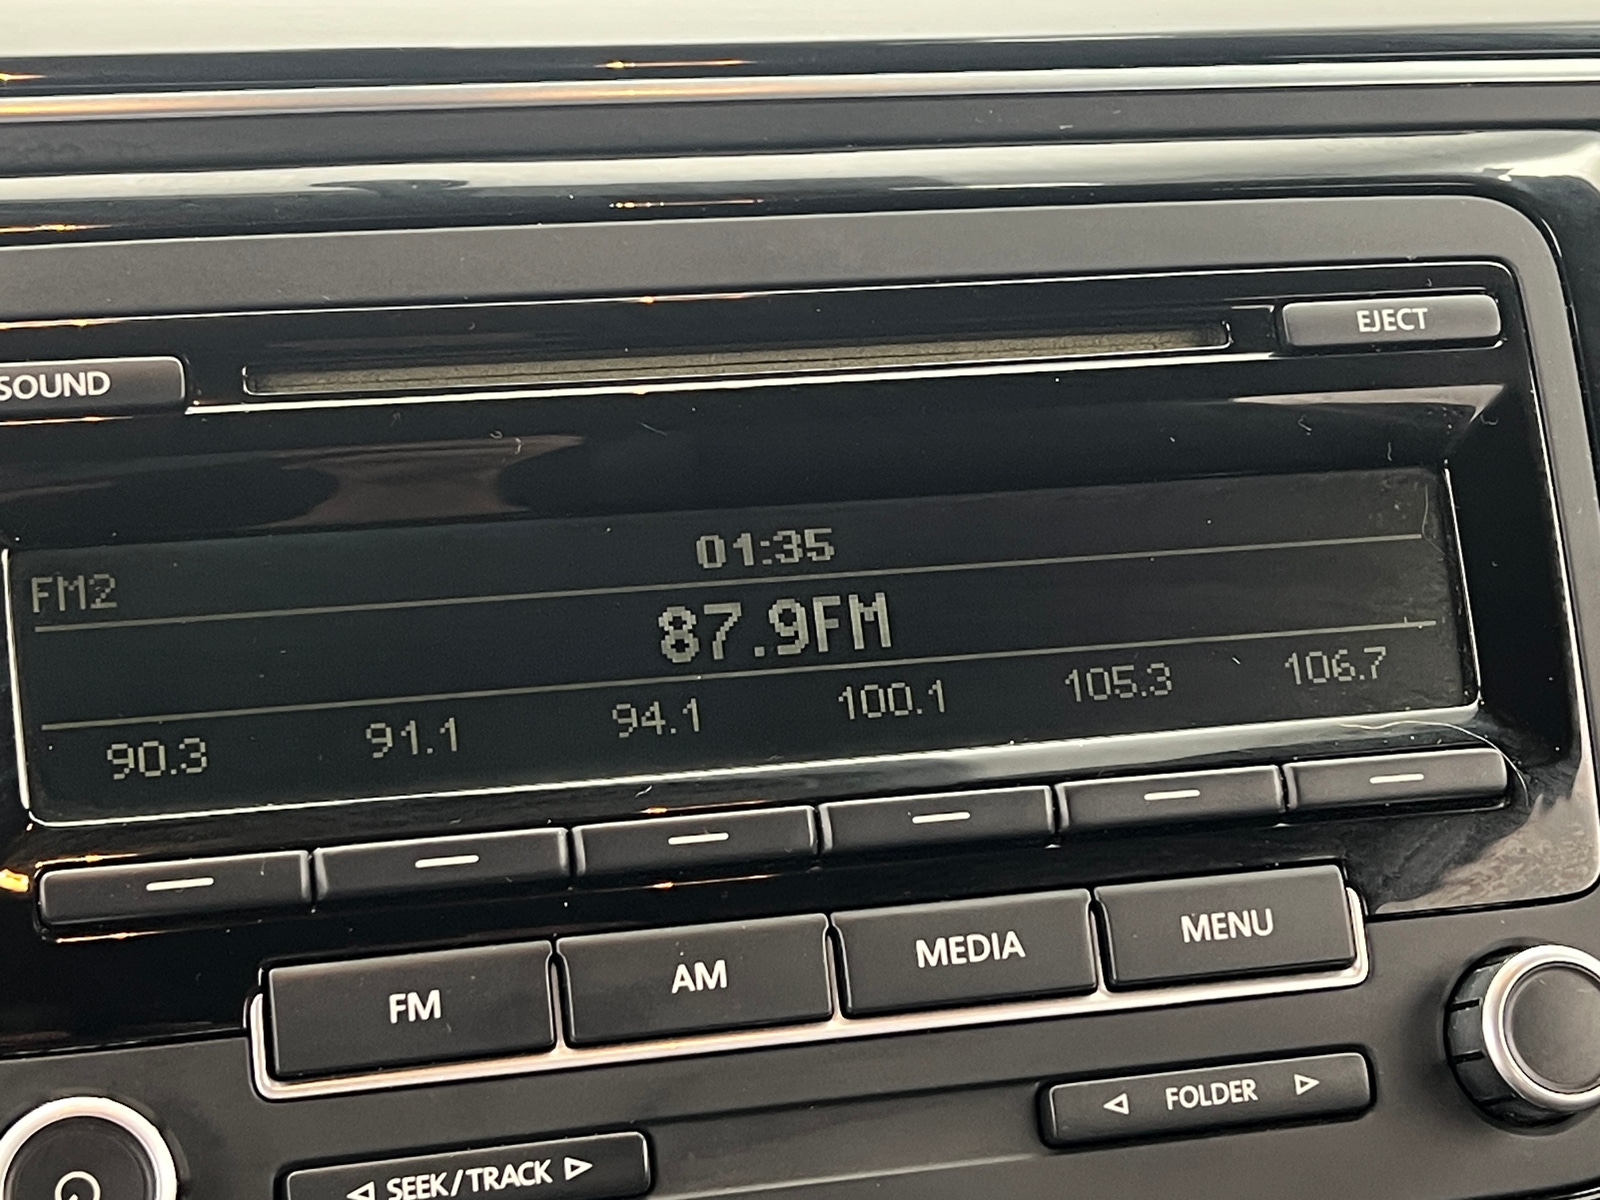 EJECT
SOUND
01:35
FM2
87.9FM
90.3 91.1 94.1 100.1 105.3 106.7
FM AM MEDIA MENU
◁ FOLDER ▷
◁ SEEK/TRACK ▷